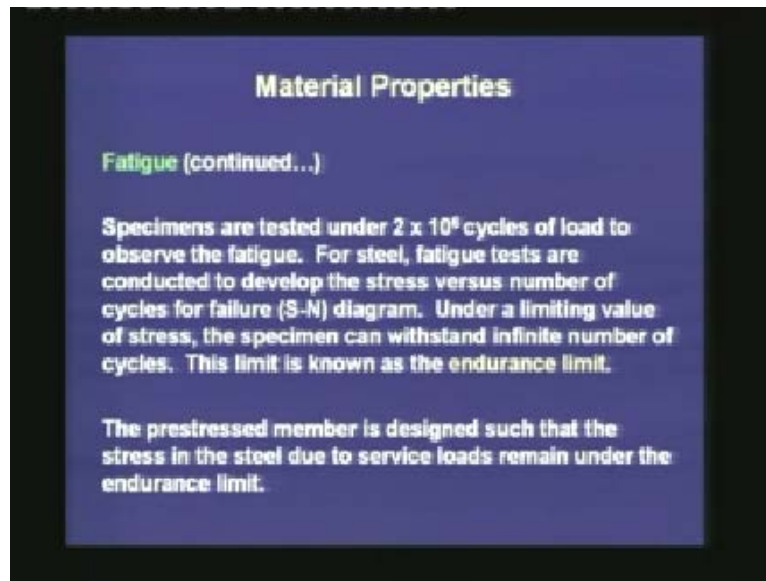 Material Properties
Fatigue (continued...)
Specimens are tested under 2 x 10⁶ cycles of load to
observe the fatigue. For steel, fatigue tests are
conducted to develop the stress versus number of
cycles for failure (S-N) diagram. Under a limiting value
of stress, the specimen can withstand infinite number of
cycles. This limit is known as the endurance limit.
The prestressed member is designed such that the
stress in the steel due to service loads remain under the
endurance limit.